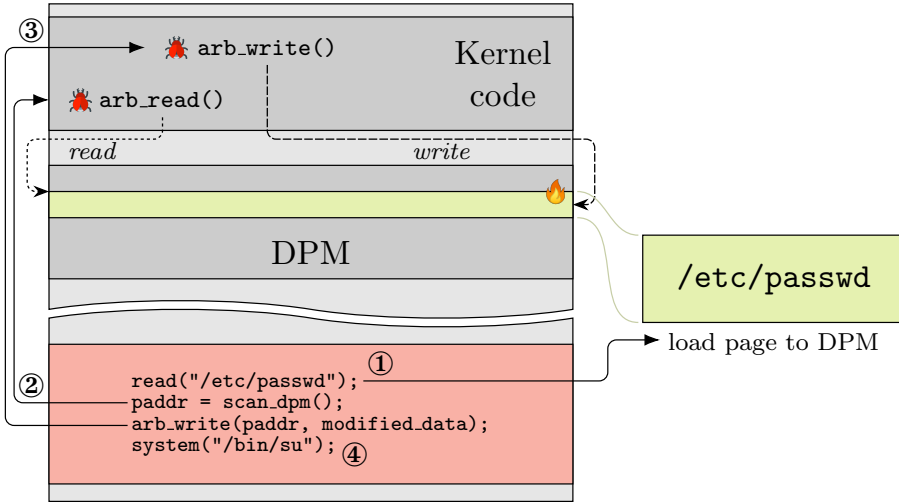 ③
arb_write()
Kernel
code
arb_read()
read
write
DPM
/etc/passwd
load page to DPM
①
read("/etc/passwd");
②
paddr = scan_dpm();
arb_write(paddr, modified_data);
system("/bin/su");
④